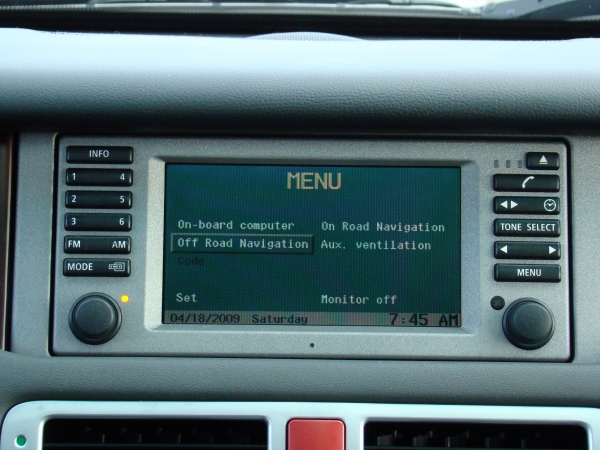 INFO
1 4
2 5
3 6
FM AM
MODE
MENU
On-board computer On Road Navigation
Off Road Navigation Aux. ventilation
Code
Set Monitor off
04/18/2009 Saturday 7:45 AM
TONE SELECT
MENU